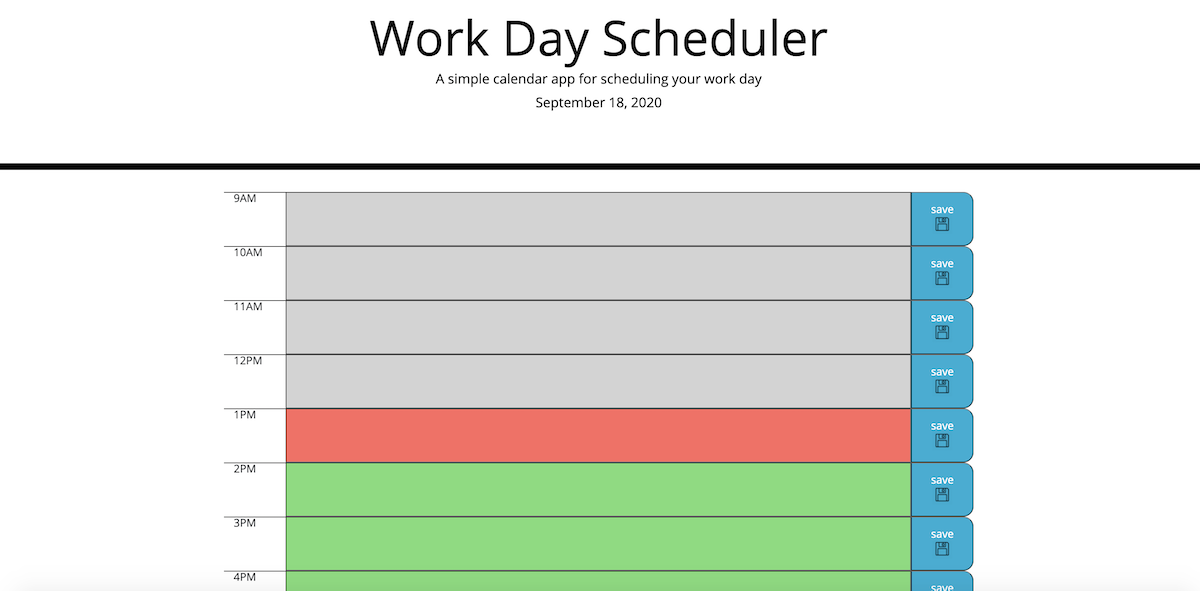 Work Day Scheduler
A simple calendar app for scheduling your work day
September 18, 2020
9AM
save
10AM
save
11AM
save
12PM
save
1PM
save
2PM
save
3PM
save
4PM
save